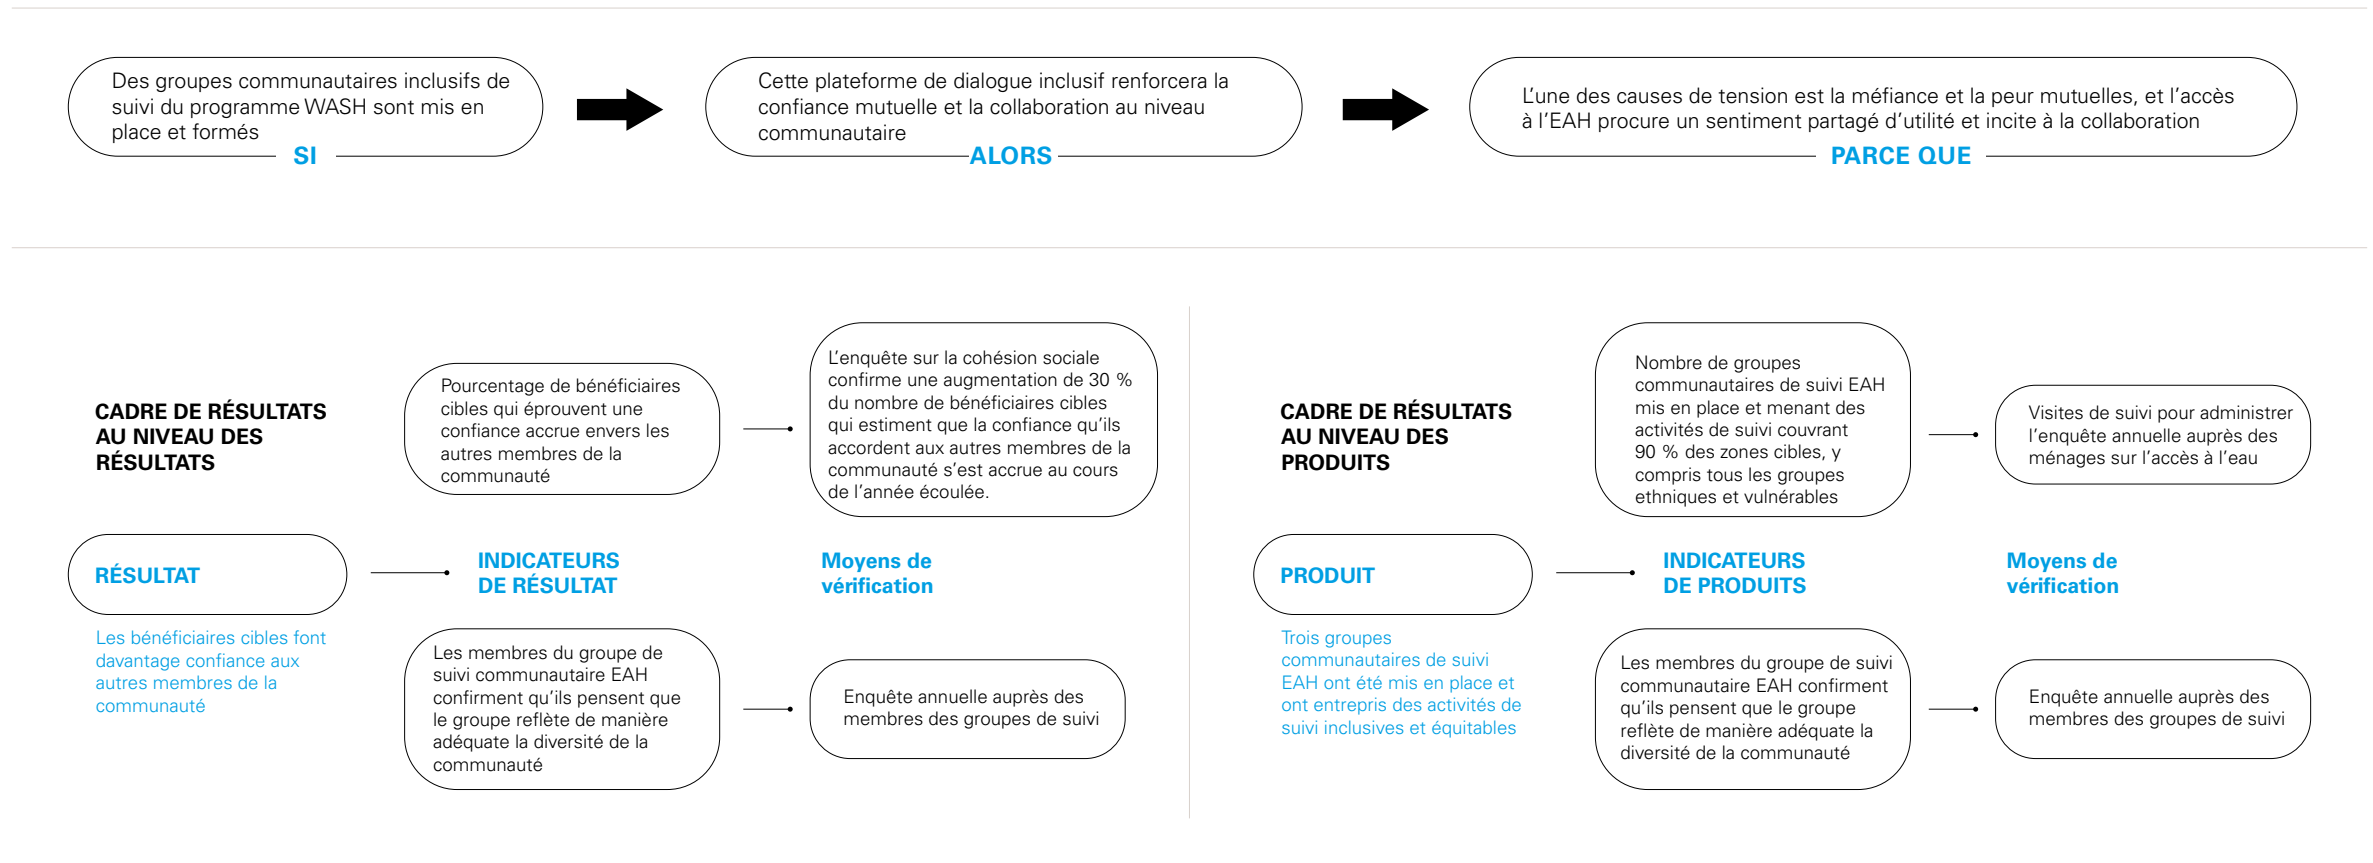 Des groupes communautaires inclusifs de
suivi du programme WASH sont mis en
place et formés
SI
Cette plateforme de dialogue inclusif renforcera la
confiance mutuelle et la collaboration au niveau
communautaire
ALORS
L'une des causes de tension est la méfiance et la peur mutuelles, et l'accès
à l'EAH procure un sentiment partagé d'utilité et incite à la collaboration
PARCE QUE
CADRE DE RÉSULTATS
AU NIVEAU DES
RÉSULTATS
Pourcentage de bénéficiaires
cibles qui éprouvent une
confiance accrue envers les
autres membres de la
communauté
L'enquête sur la cohésion sociale
confirme une augmentation de 30 %
du nombre de bénéficiaires cibles
qui estiment que la confiance qu'ils
accordent aux autres membres de la
communauté s'est accrue au cours
de l'année écoulée.
RÉSULTAT
INDICATEURS
DE RÉSULTAT
Moyens de
vérification
Les bénéficiaires cibles font
davantage confiance aux
autres membres de la
communauté
Les membres du groupe de
suivi communautaire EAH
confirment qu'ils pensent que
le groupe reflète de manière
adéquate la diversité de la
communauté
Enquête annuelle auprès des
membres des groupes de suivi
CADRE DE RÉSULTATS
AU NIVEAU DES
PRODUITS
Nombre de groupes
communautaires de suivi EAH
mis en place et menant des
activités de suivi couvrant
90 % des zones cibles, y
compris tous les groupes
ethniques et vulnérables
Visites de suivi pour administrer
l'enquête annuelle auprès des
ménages sur l'accès à l'eau
PRODUIT
INDICATEURS
DE PRODUITS
Moyens de
vérification
Trois groupes
communautaires de suivi
EAH ont été mis en place et
ont entrepris des activités de
suivi inclusives et équitables
Les membres du groupe de suivi
communautaire EAH confirment
qu'ils pensent que le groupe
reflète de manière adéquate la
diversité de la communauté
Enquête annuelle auprès des
membres des groupes de suivi